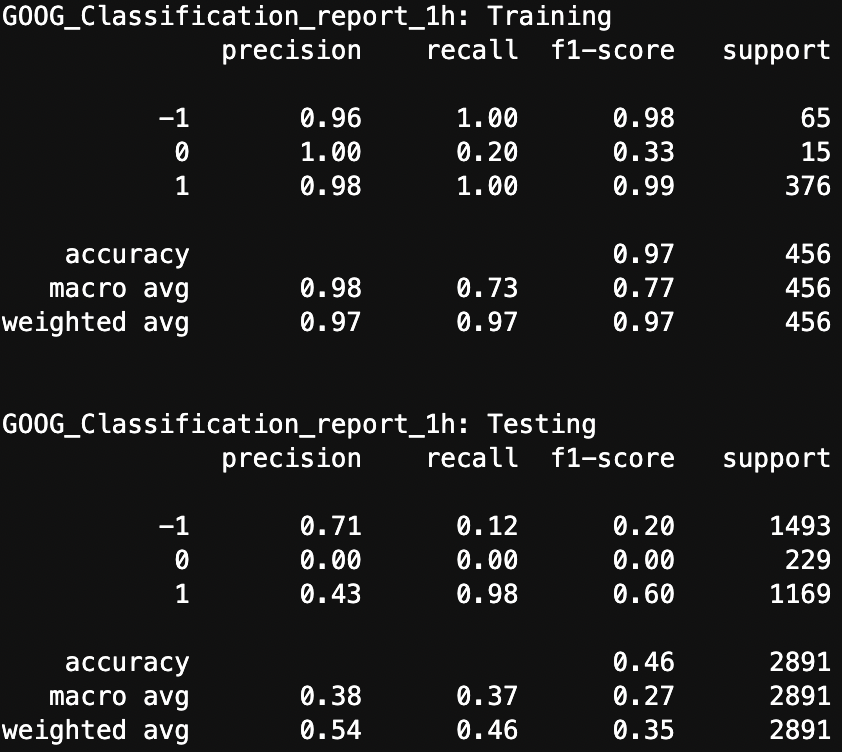 GOOG_Classification_report_1h: Training
precision recall f1-score support
-1 0.96 1.00 0.98 65
0 1.00 0.20 0.33 15
1 0.98 1.00 0.99 376
accuracy 0.97 456
macro avg 0.98 0.73 0.77 456
weighted avg 0.97 0.97 0.97 456
GOOG_Classification_report_1h: Testing
precision recall f1-score support
-1 0.71 0.12 0.20 1493
0 0.00 0.00 0.00 229
1 0.43 0.98 0.60 1169
accuracy 0.46 2891
macro avg 0.38 0.37 0.27 2891
weighted avg 0.54 0.46 0.35 2891